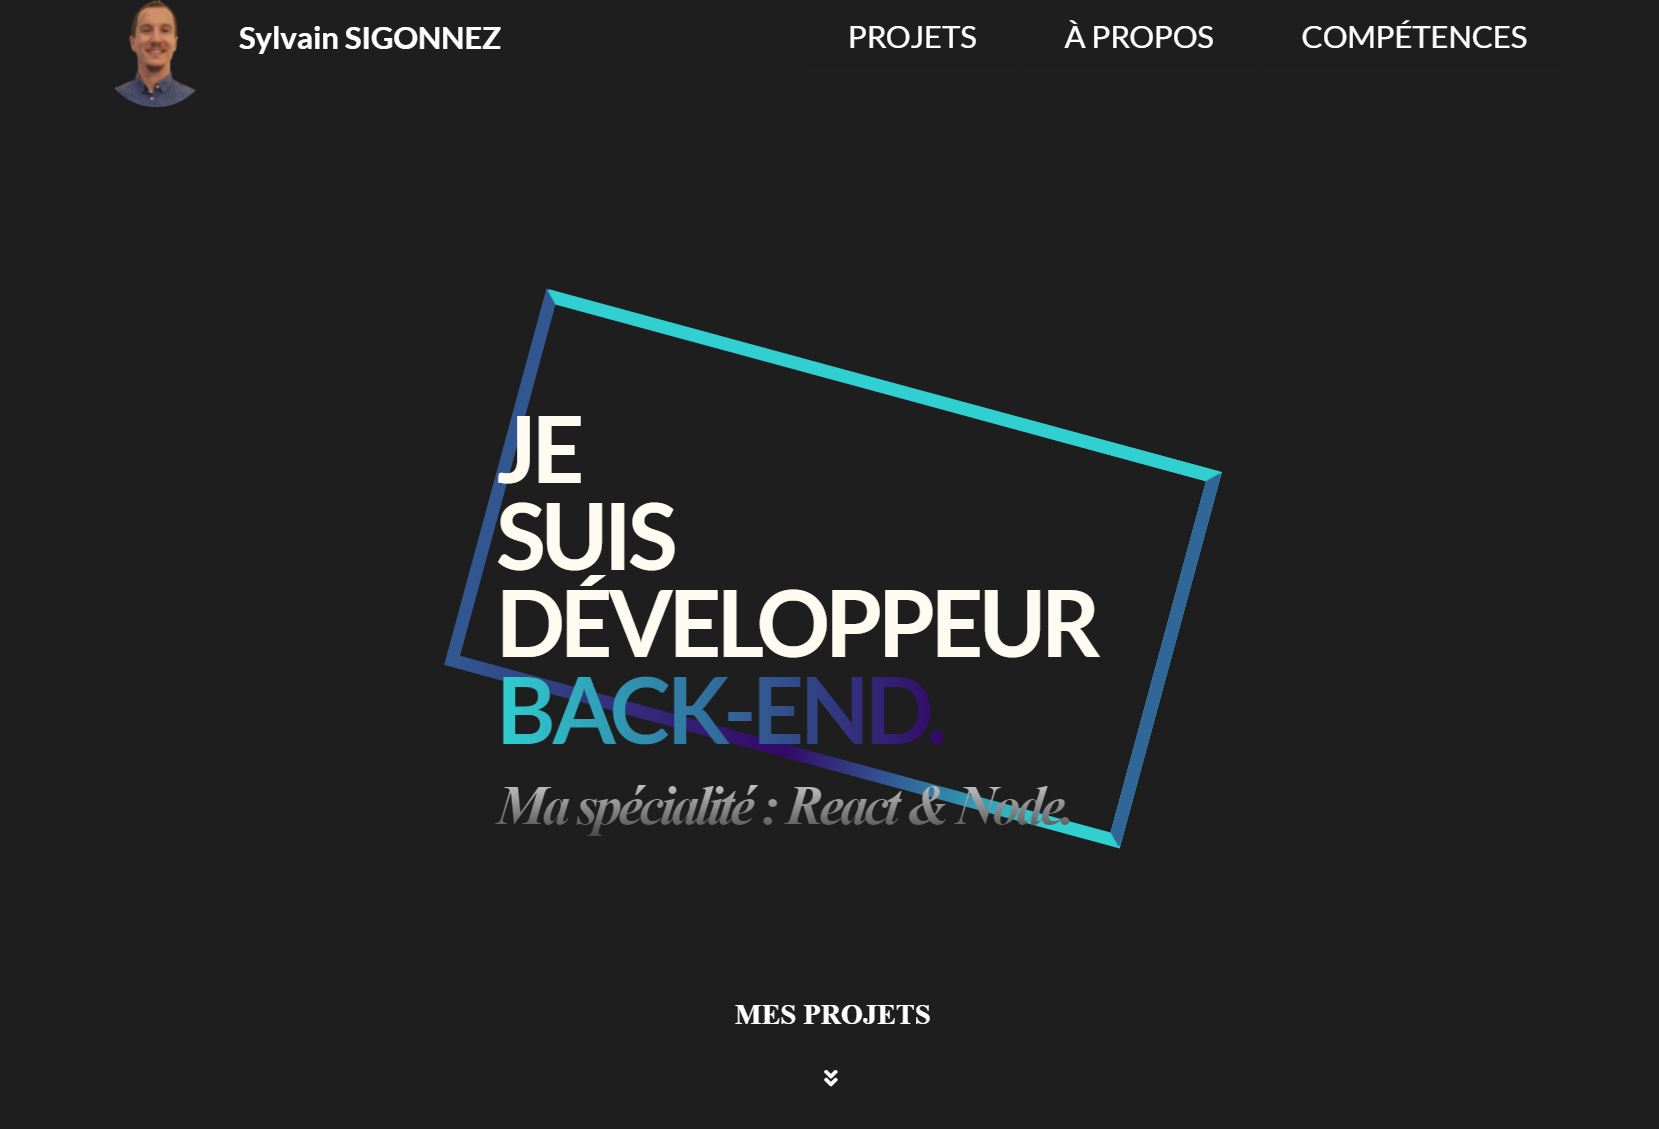 Sylvain SIGONNEZ
PROJETS
À PROPOS
COMPÉTENCES
JE
SUIS
DÉVELOPPEUR
BACK-END.
Ma spécialité : React & Node.
MES PROJETS